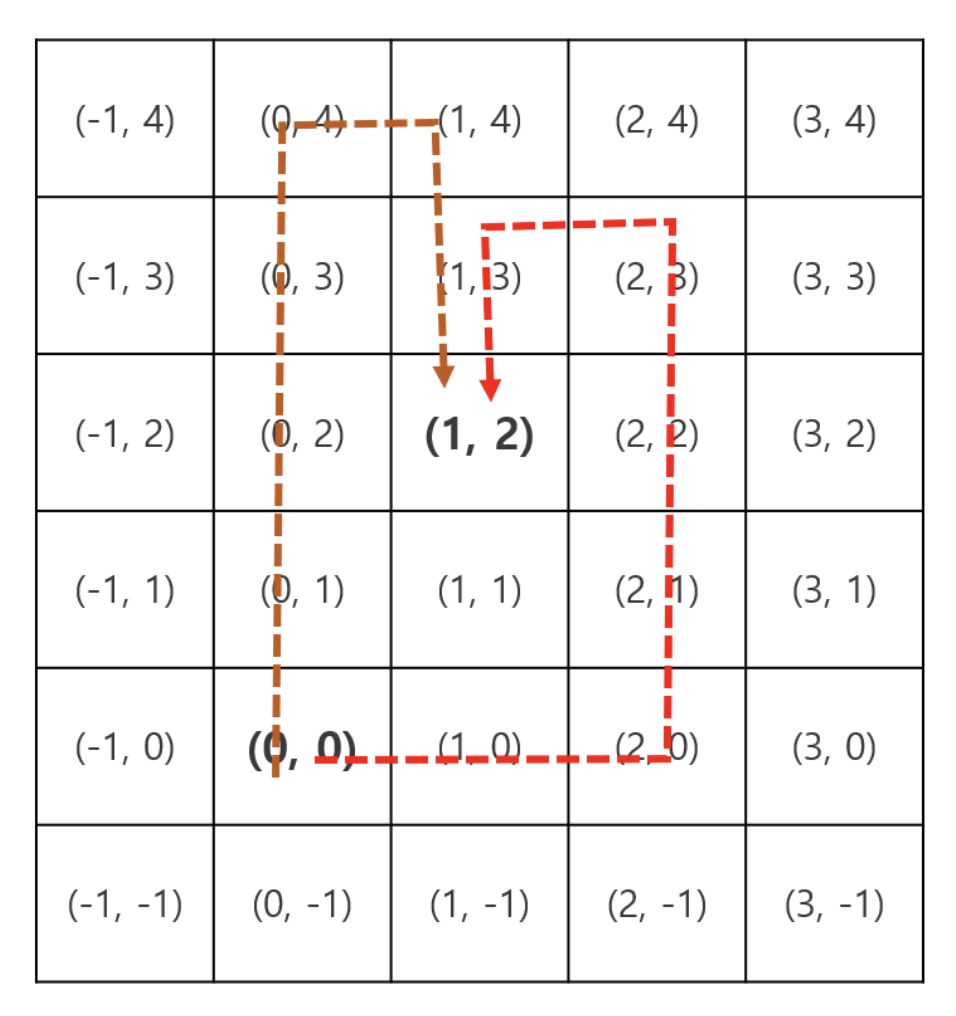 (-1, 4) (0, 4) (1, 4) (2, 4) (3, 4)
(-1, 3) (0, 3) (1, 3) (2, 3) (3, 3)
(-1, 2) (0, 2) (1, 2) (2, 2) (3, 2)
(-1, 1) (0, 1) (1, 1) (2, 1) (3, 1)
(-1, 0) (0, 0) (1, 0) (2, 0) (3, 0)
(-1, -1) (0, -1) (1, -1) (2, -1) (3, -1)